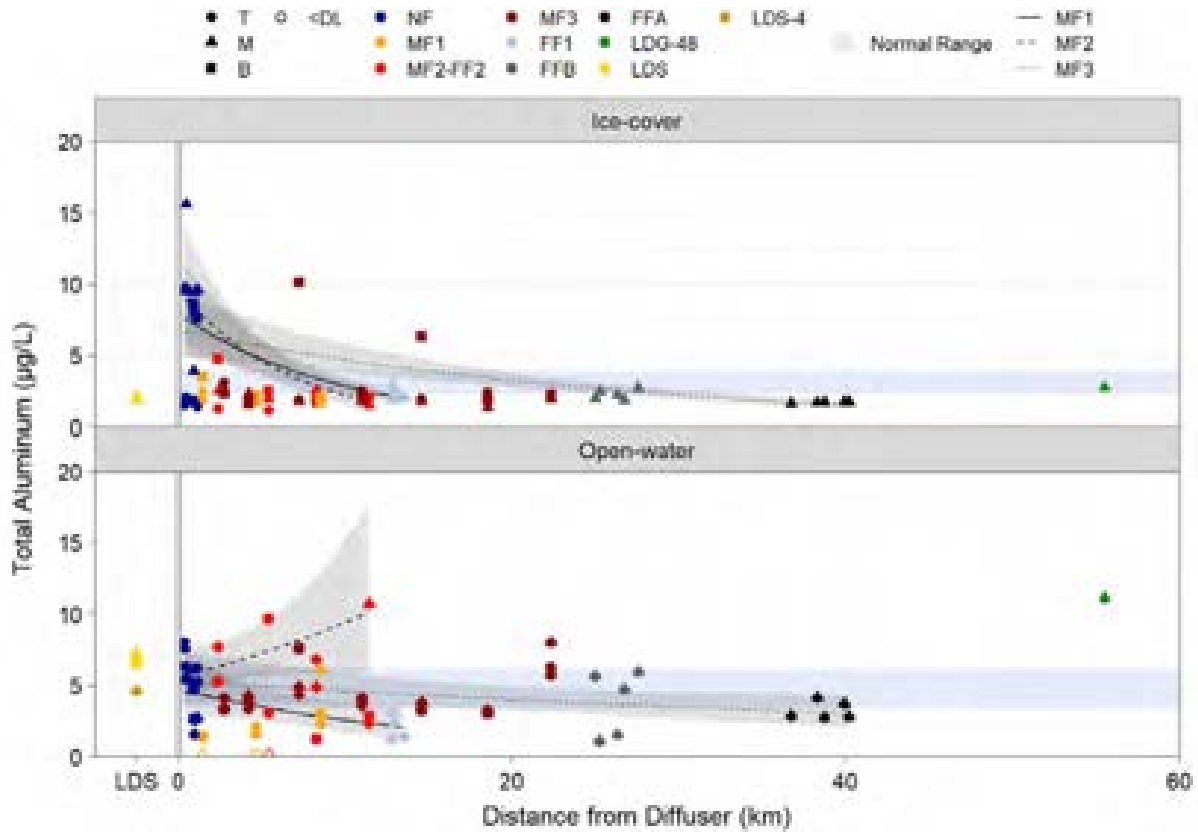 T <DL NF MF3 FFA LDS-4 MF1
M MF1 FF1 LDG-48 Normal Range MF2
B MF2-FF2 FFB LDS MF3
Ice-cover
20
15
10
5
0
Open-water
20
15
10
5
0
Total Aluminum (µg/L)
LDS 0 20 40 60
Distance from Diffuser (km)